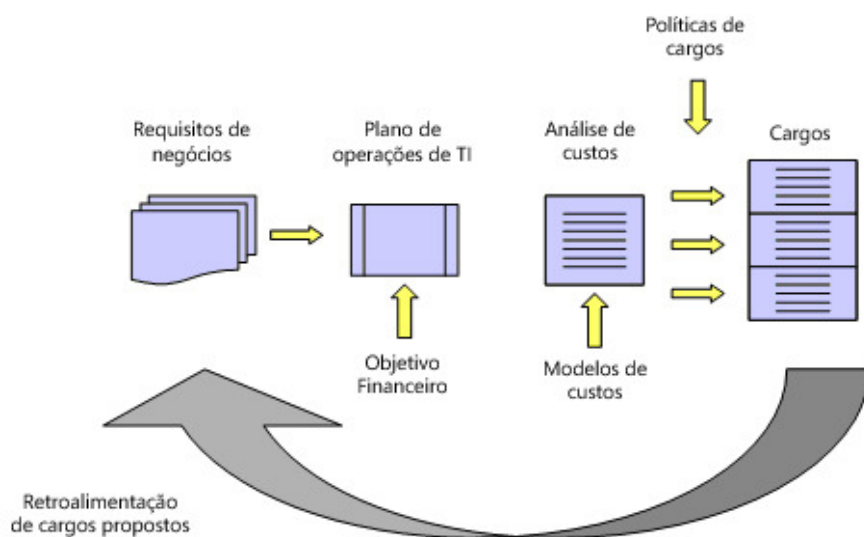 Políticas de
cargos
Requisitos de
negócios
Plano de
operações de TI
Análise de
custos
Cargos
Objetivo
Financeiro
Modelos de
custos
Retroalimentação
de cargos propostos